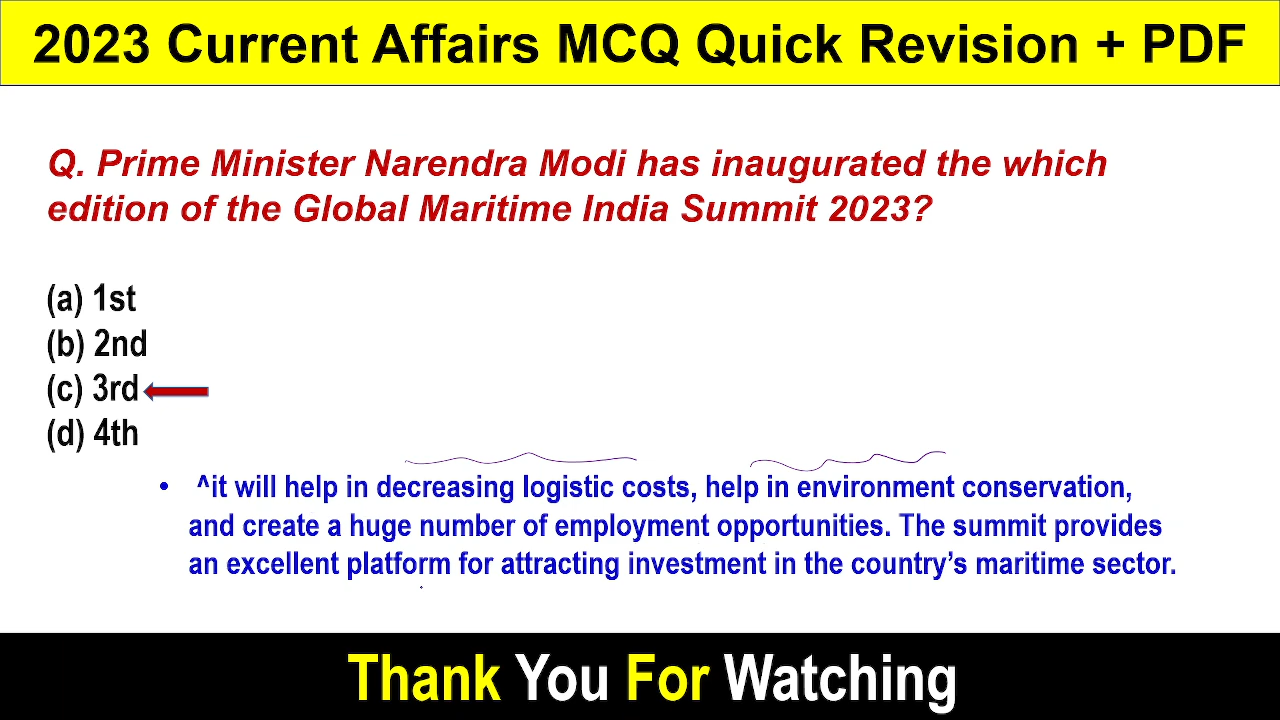 2023 Current Affairs MCQ Quick Revision + PDF
Q. Prime Minister Narendra Modi has inaugurated the which
edition of the Global Maritime India Summit 2023?
(a) 1st
(b) 2nd
(c) 3rd
(d) 4th
• ^it will help in decreasing logistic costs, help in environment conservation,
and create a huge number of employment opportunities. The summit provides
an excellent platform for attracting investment in the country’s maritime sector.
Thank You For Watching